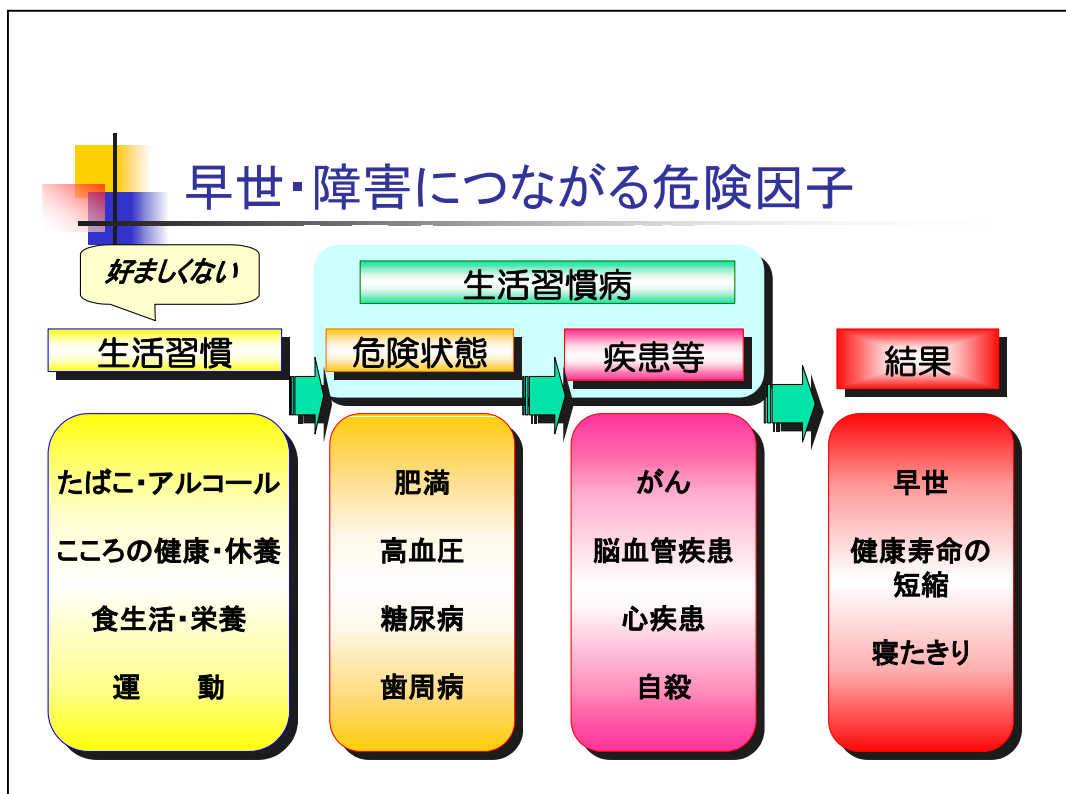 早世・障害につながる危険因子
好ましくない
生活習慣病
生活習慣
危険状態
疾患等
結果
たばこ・アルコール
こころの健康・休養
食生活・栄養
運　　動
肥満
高血圧
糖尿病
歯周病
がん
脳血管疾患
心疾患
自殺
早世
健康寿命の
短縮
寝たきり